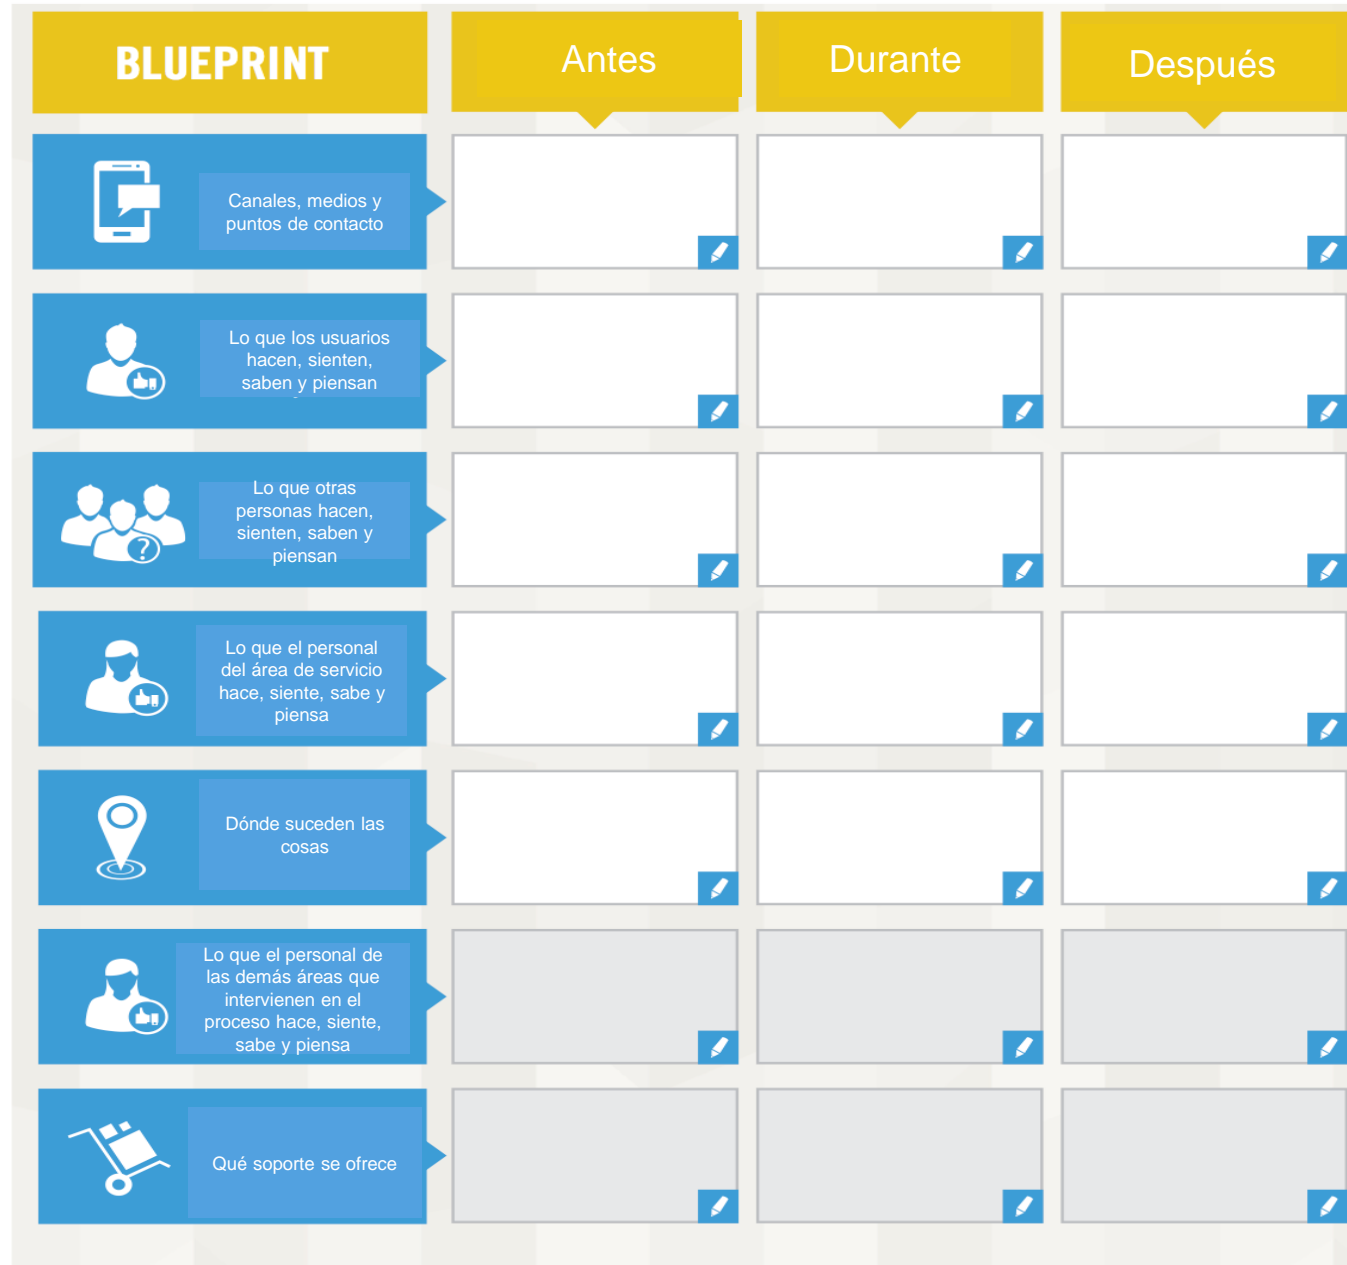 BLUEPRINT
Antes
Durante
Después
Canales, medios y
puntos de contacto
Lo que los usuarios
hacen, sienten,
saben y piensan
Lo que otras
personas hacen,
sienten, saben y
piensan
?
Lo que el personal
del área de servicio
hace, siente, sabe y
piensa
Dónde suceden las
cosas
Lo que el personal de
las demás áreas que
intervienen en el
proceso hace, siente,
sabe y piensa
Qué soporte se ofrece